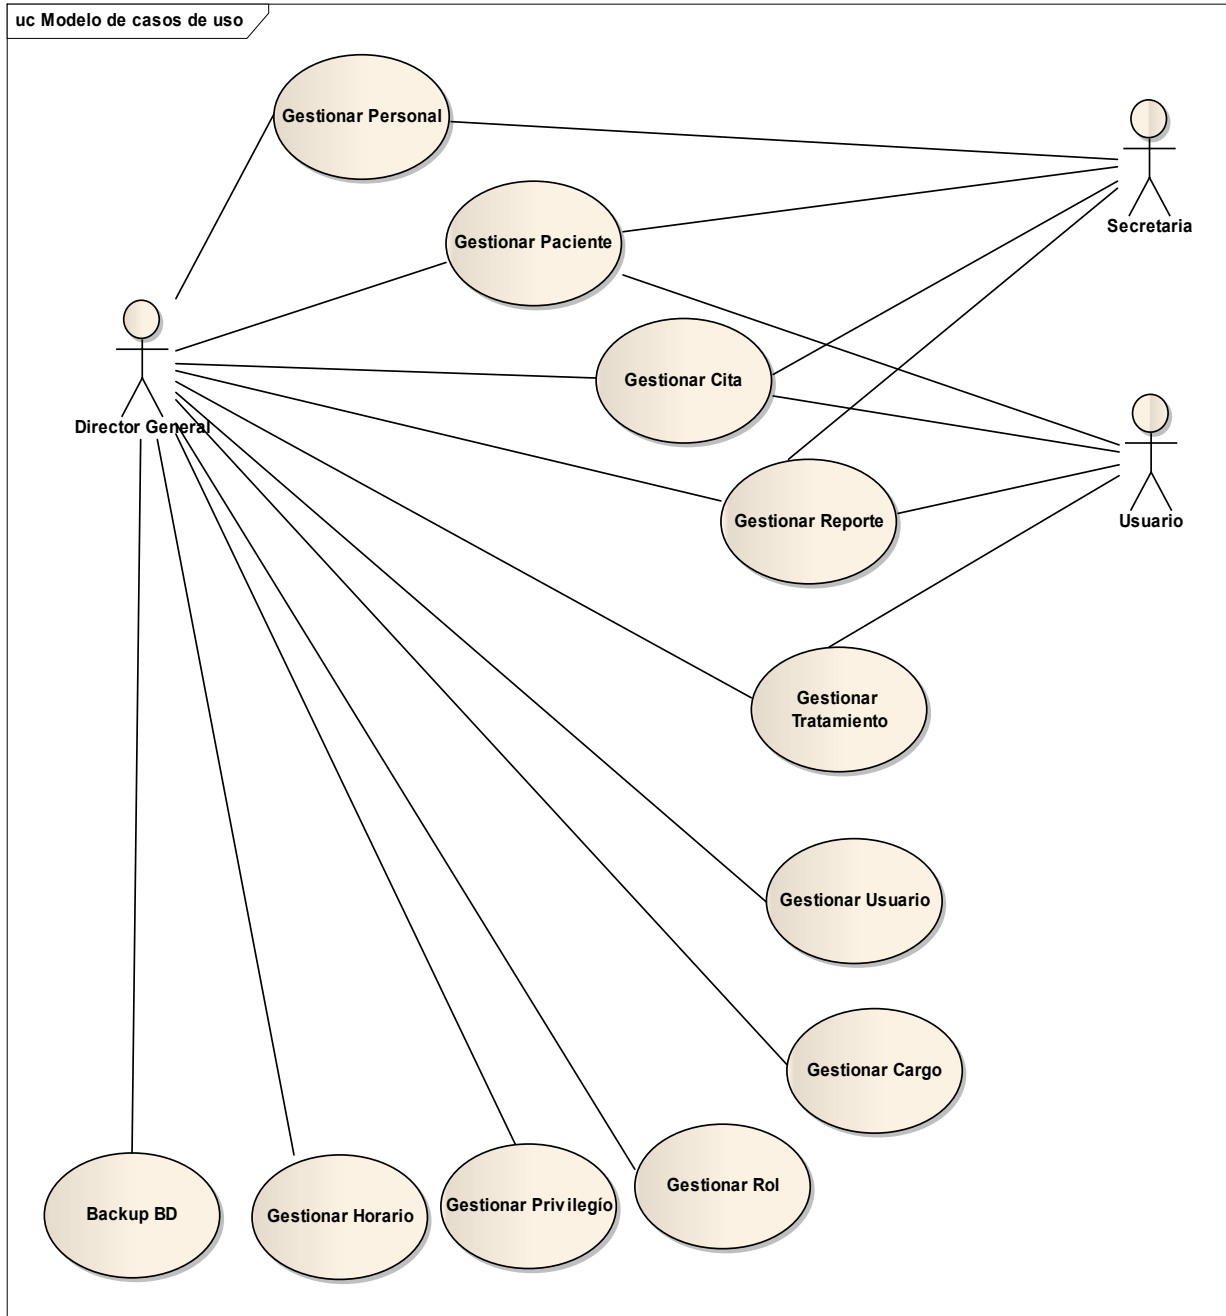 uc Modelo de casos de uso
Gestionar Personal
Secretaria
Gestionar Paciente
Gestionar Cita
Director General
Gestionar Reporte
Usuario
Gestionar
Tratamiento
Gestionar Usuario
Gestionar Cargo
Gestionar Rol
Gestionar Privilegío
Backup BD
Gestionar Horario